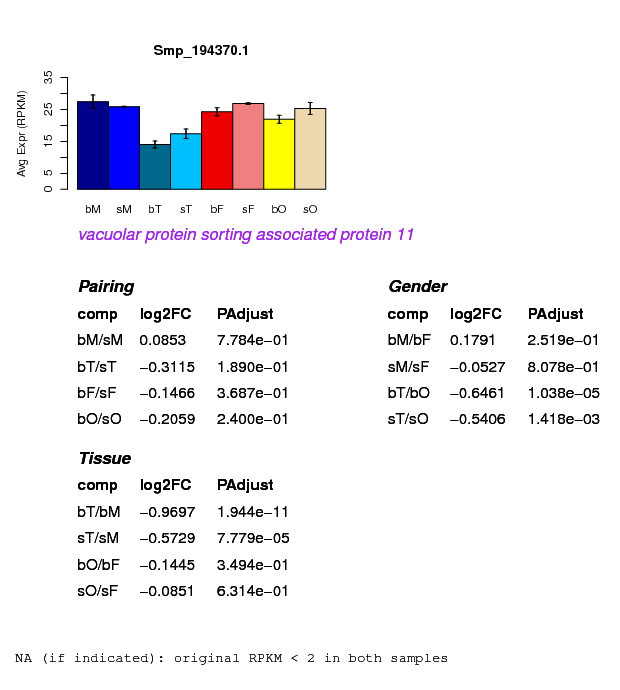 Smp_194370.1
35
25
15
5
0
Avg Expr (RPKM)
bM sM bT sT bF sF bO sO
vacuolar protein sorting associated protein 11
Pairing
comp log2FC PAdjust
bM/sM 0.0853 7.784e−01
bT/sT −0.3115 1.890e−01
bF/sF −0.1466 3.687e−01
bO/sO −0.2059 2.400e−01
Gender
comp log2FC PAdjust
bM/bF 0.1791 2.519e−01
sM/sF −0.0527 8.078e−01
bT/bO −0.6461 1.038e−05
sT/sO −0.5406 1.418e−03
Tissue
comp log2FC PAdjust
bT/bM −0.9697 1.944e−11
sT/sM −0.5729 7.779e−05
bO/bF −0.1445 3.494e−01
sO/sF −0.0851 6.314e−01
NA (if indicated): original RPKM < 2 in both samples